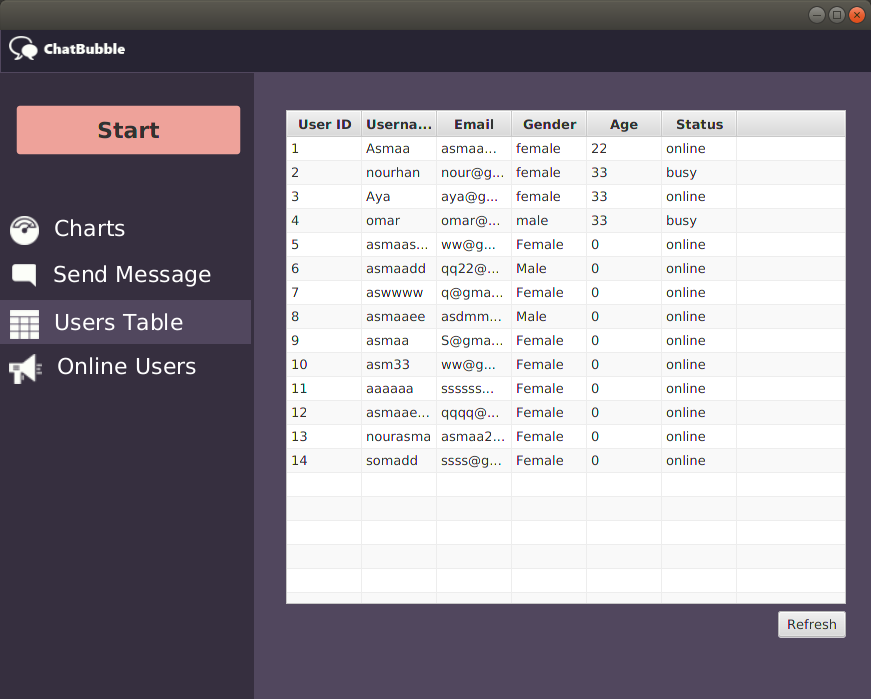 ChatBubble
Start
Charts
Send Message
Users Table
Online Users
User ID Userna... Email Gender Age Status
1 Asmaa asmaa... female 22 online
2 nourhan nour@g... female 33 busy
3 Aya aya@g... female 33 online
4 omar omar@... male 33 busy
5 asmaas... ww@g... Female 0 online
6 asmaadd qq22@... Male 0 online
7 aswwww q@gma... Female 0 online
8 asmaaee asdmm... Male 0 online
9 asmaa S@gma... Female 0 online
10 asm33 ww@g... Female 0 online
11 aaaaaa ssssss... Female 0 online
12 asmaae... qqqq@... Female 0 online
13 nourasma asmaa2... Female 0 online
14 somadd ssss@g... Female 0 online
Refresh